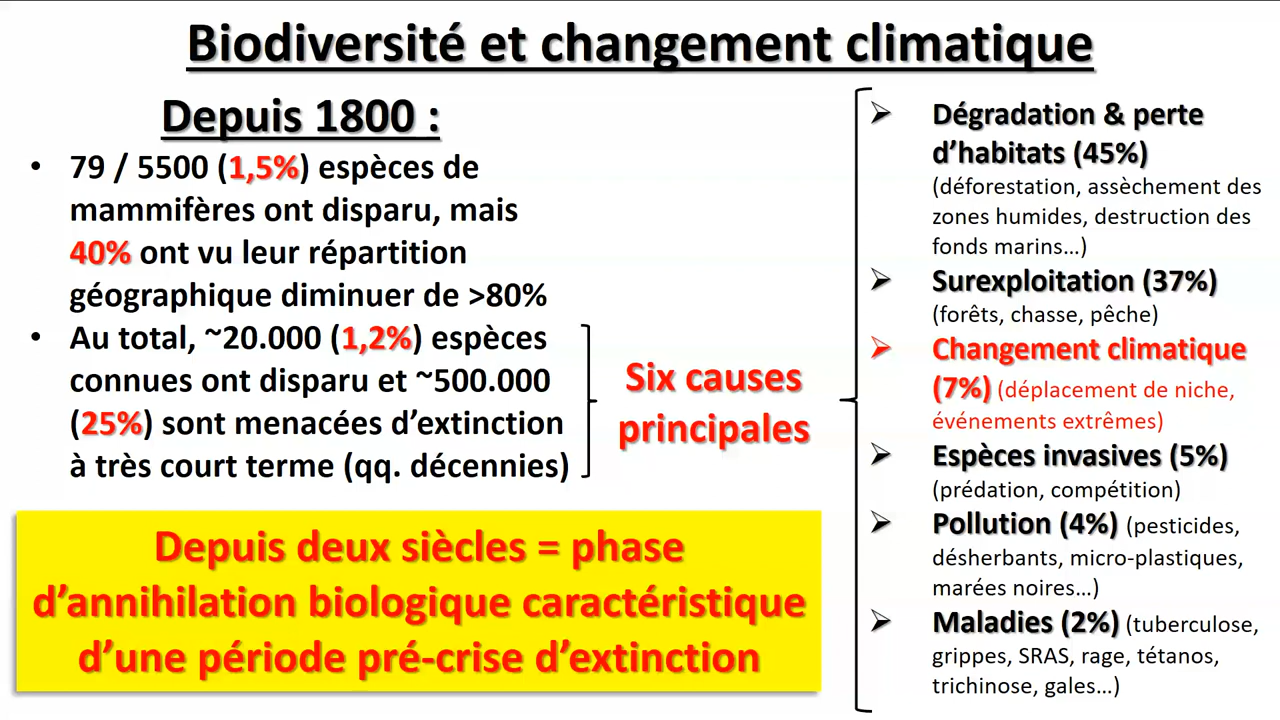 Biodiversité et changement climatique
Depuis 1800 :
• 79 / 5500 (1,5%) espèces de
mammifères ont disparu, mais
40% ont vu leur répartition
géographique diminuer de >80%
• Au total, ~20.000 (1,2%) espèces
connues ont disparu et ~500.000
(25%) sont menacées d’extinction
à très court terme (qq. décennies)
Six causes
principales
Depuis deux siècles = phase
d’annihilation biologique caractéristique
d’une période pré-crise d’extinction
➢ Dégradation & perte
d’habitats (45%)
(déforestation, assèchement des
zones humides, destruction des
fonds marins…)
➢ Surexploitation (37%)
(forêts, chasse, pêche)
➢ Changement climatique
(7%) (déplacement de niche,
événements extrêmes)
➢ Espèces invasives (5%)
(prédation, compétition)
➢ Pollution (4%) (pesticides,
désherbants, micro-plastiques,
marées noires…)
➢ Maladies (2%) (tuberculose,
grippes, SRAS, rage, tétanos,
trichinose, gales…)